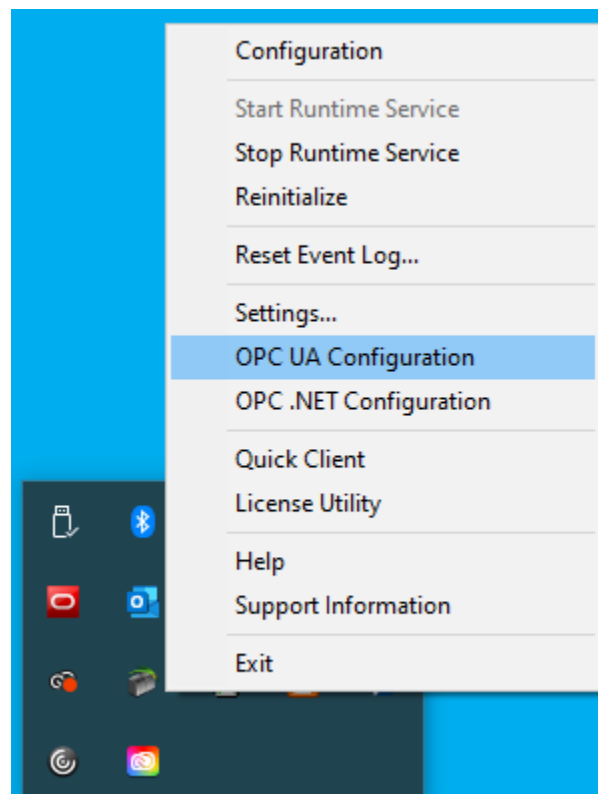 Configuration
Start Runtime Service
Stop Runtime Service
Reinitialize
Reset Event Log...
Settings...
OPC UA Configuration
OPC .NET Configuration
Quick Client
License Utility
Help
Support Information
Exit